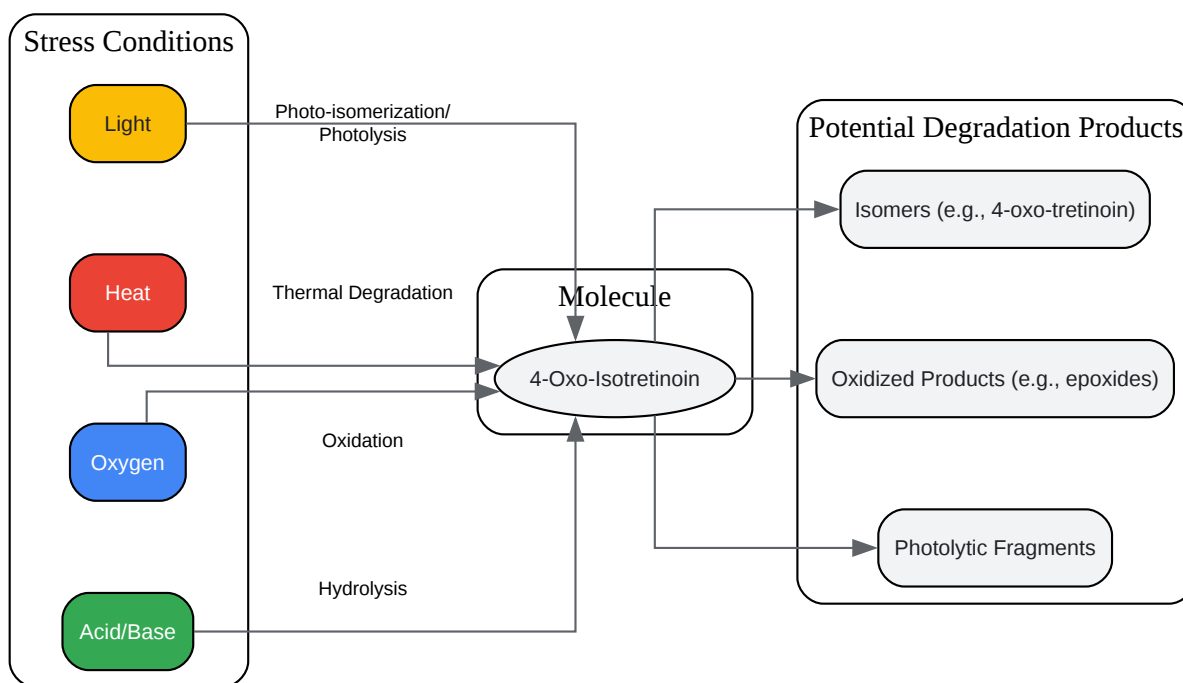 Stress Conditions
Light
Heat
Oxygen
Acid/Base
Photo-isomerization/
Photolysis
Thermal Degradation
Oxidation
Hydrolysis
Molecule
4-Oxo-Isotretinoin
Potential Degradation Products
Isomers (e.g., 4-oxo-tretinoin)
Oxidized Products (e.g., epoxides)
Photolytic Fragments